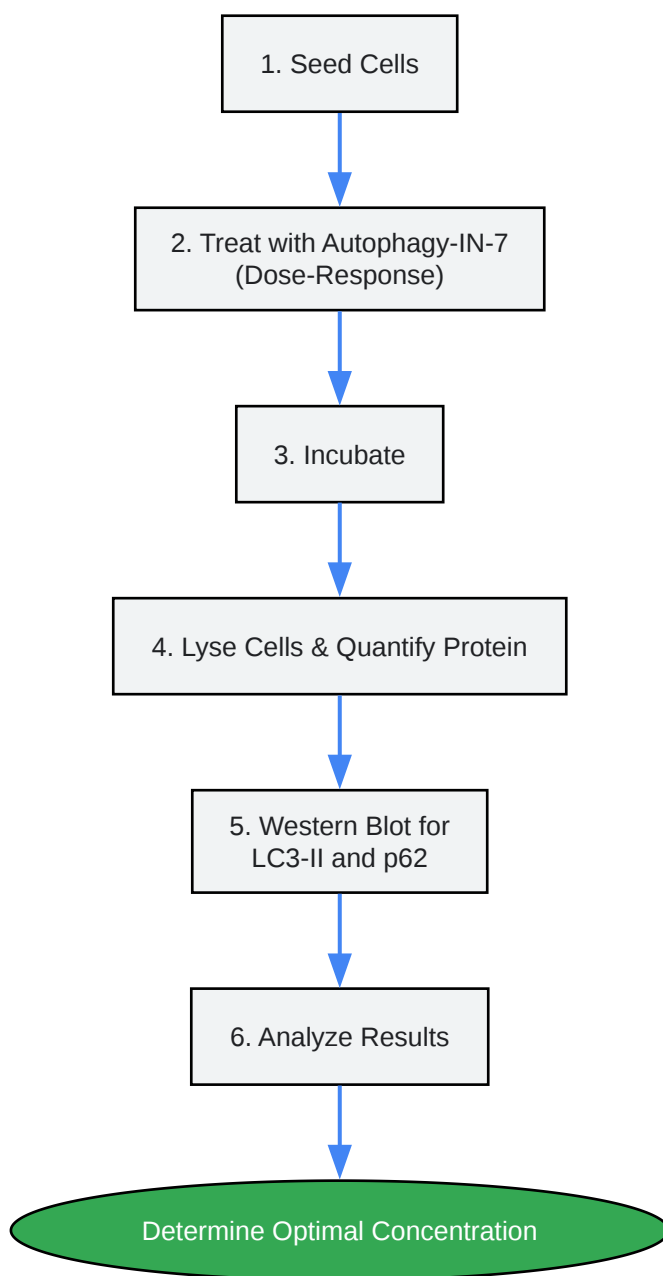 1. Seed Cells
2. Treat with Autophagy-IN-7
(Dose-Response)
3. Incubate
4. Lyse Cells & Quantify Protein
5. Western Blot for
LC3-II and p62
6. Analyze Results
Determine Optimal Concentration